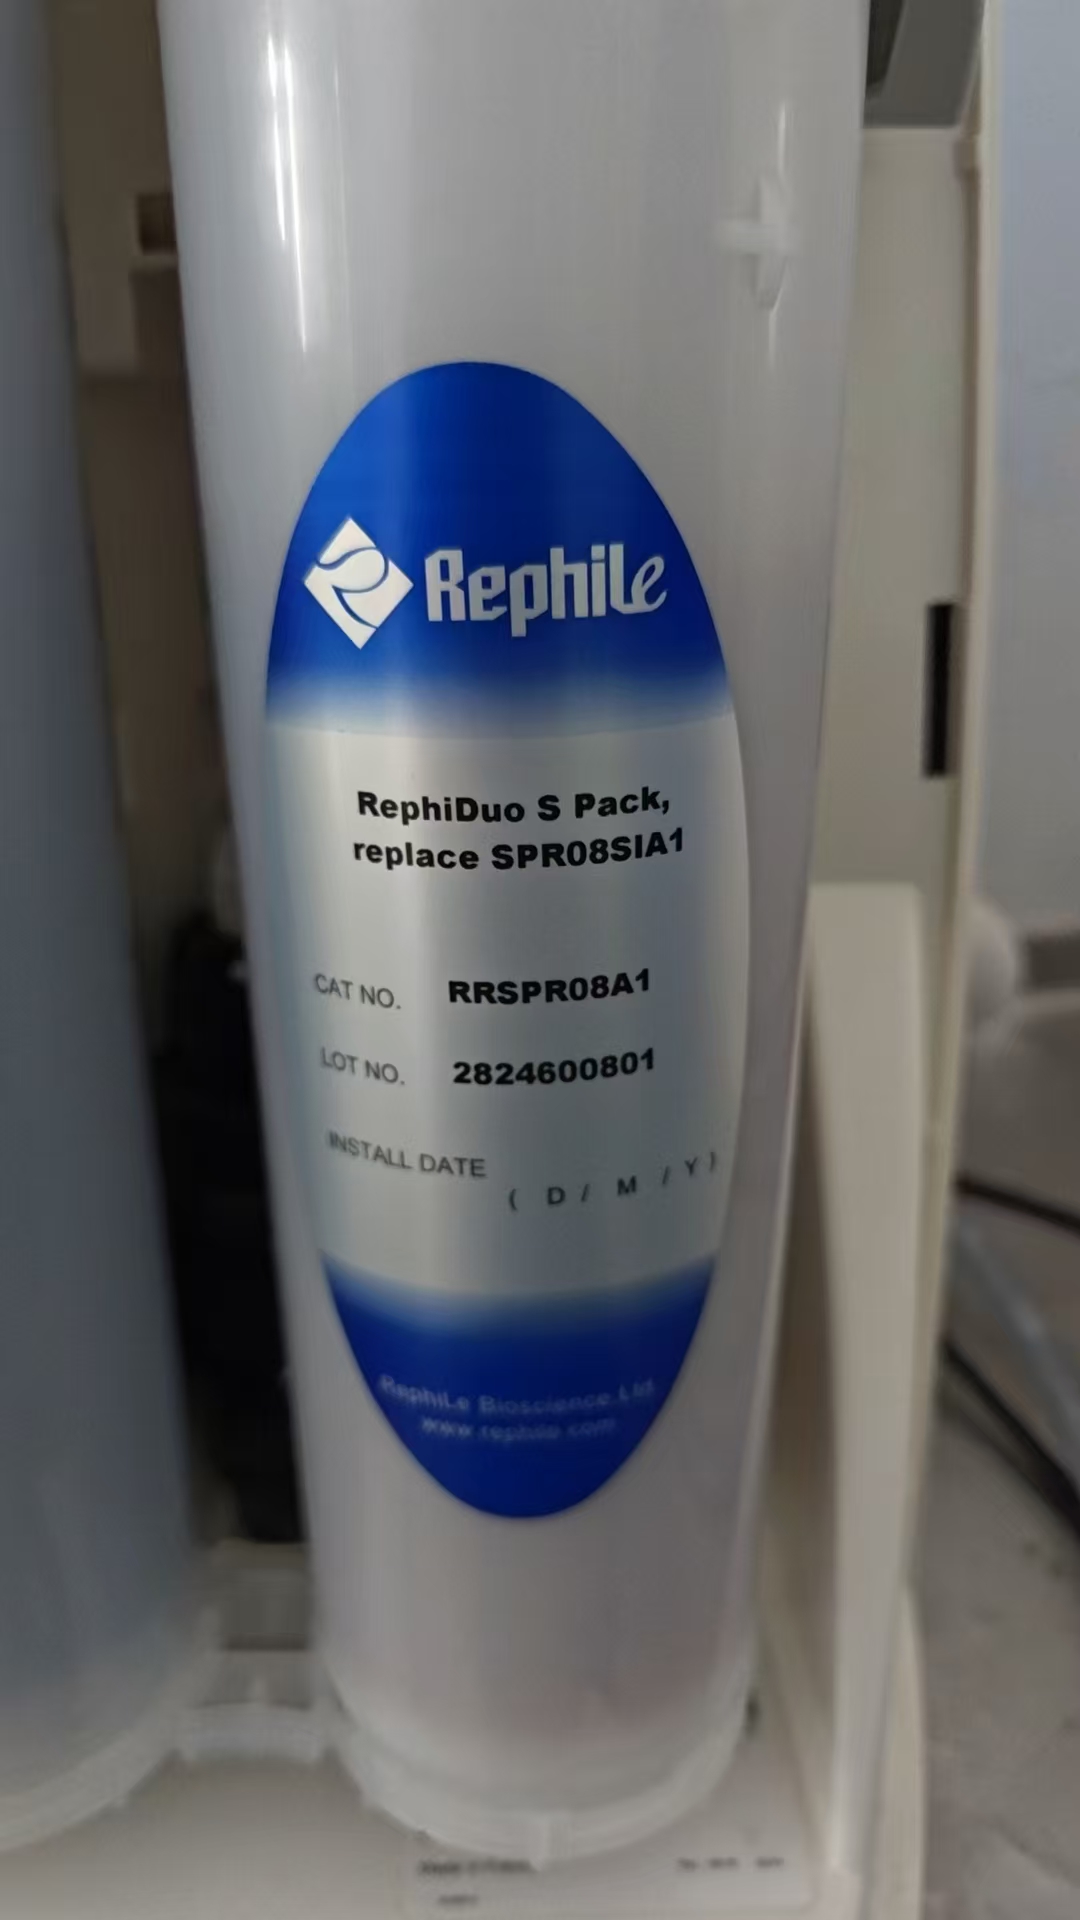 RephiLe
RephiDuo S Pack,
replace SPR08SIA1
CAT NO. RRSPR08A1
LOT NO. 2824600801
INSTALL DATE
( D / M / Y )
RephiLe Bioscience Ltd
www.rephile.com